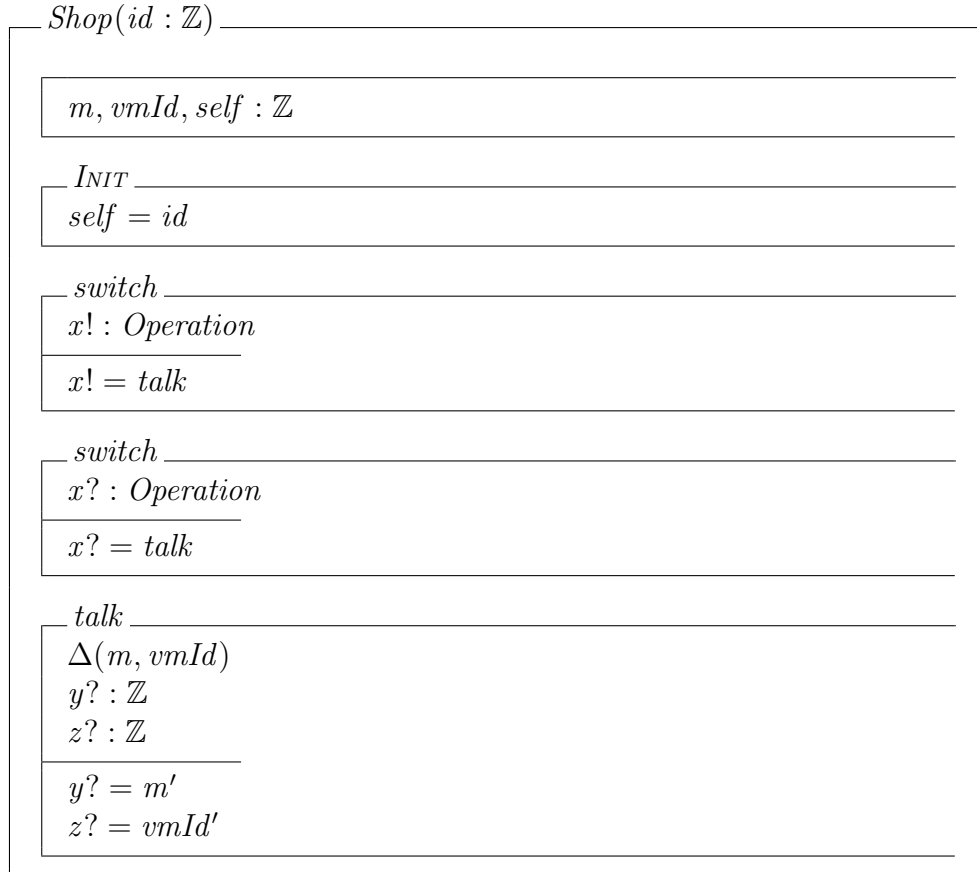 Shop(id : ℤ)
m, vmId, self : ℤ
INIT
self = id
switch
x! : Operation
x! = talk
switch
x? : Operation
x? = talk
talk
Δ(m, vmId)
y? : ℤ
z? : ℤ
y? = m′
z? = vmId′